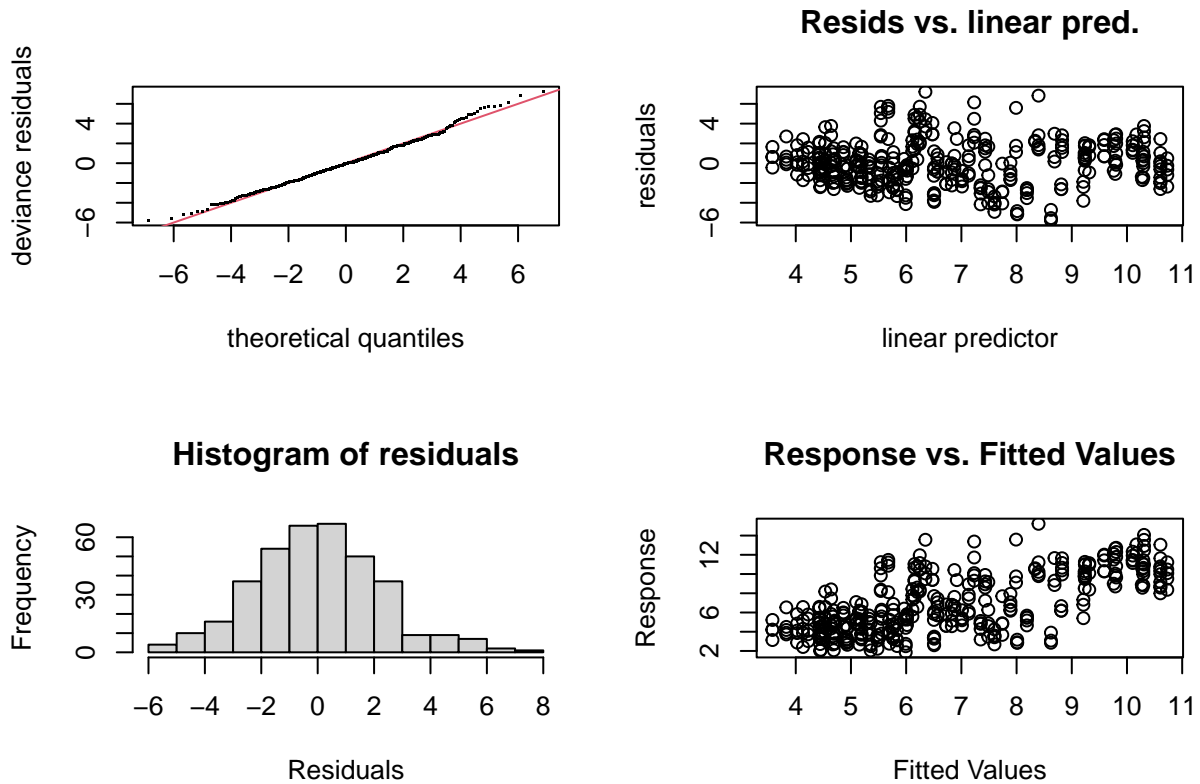 deviance residuals
4
0
−6
−6 −4 −2 0 2 4 6
theoretical quantiles
Resids vs. linear pred.
residuals
4
0
−6
4 5 6 7 8 9 10 11
linear predictor
Histogram of residuals
Frequency
60
30
0
−6 −4 −2 0 2 4 6 8
Residuals
Response vs. Fitted Values
Response
12
6
2
4 5 6 7 8 9 10 11
Fitted Values